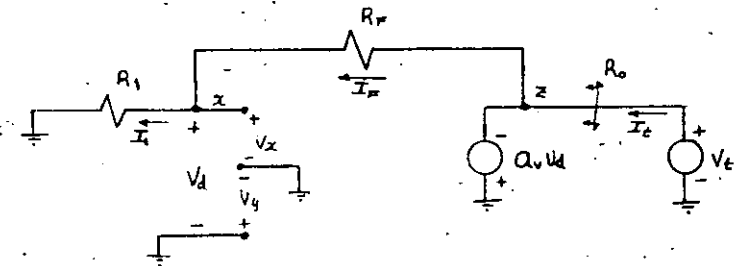 R_F
I_F
R_1
x
I_1
+
+
V_x
-
V_d
-
V_y
+
-
z
R_o
I_t
-
a_v v_d
+
+
V_t
-